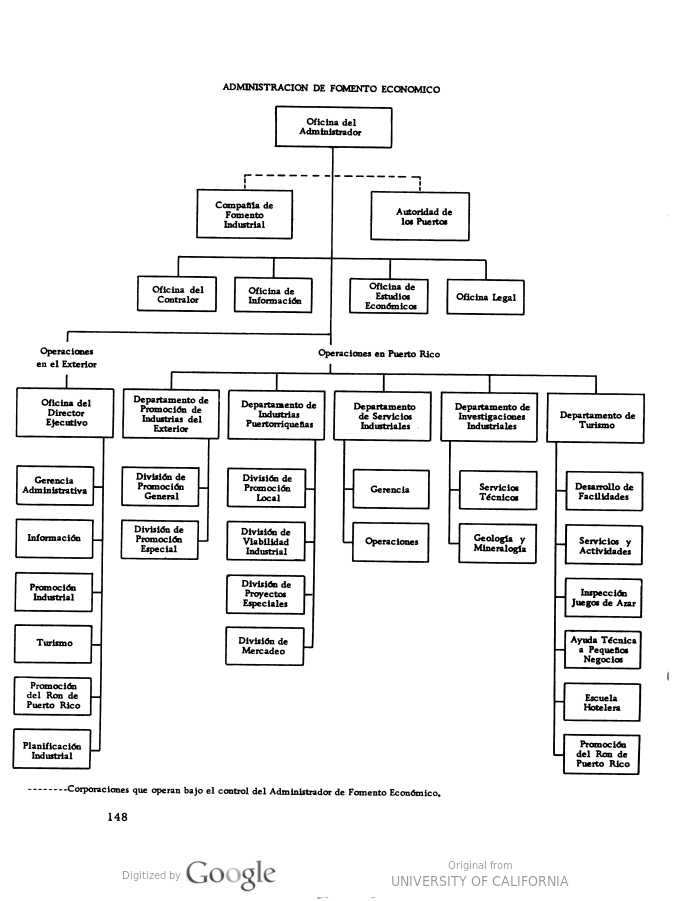 ADMINISTRACION DE FOMENTO ECONOMICO
Oficina del
Administrador
Compañía de
Fomento
Industrial
Autoridad de
los Puertos
Oficina del
Contralor
Oficina de
Información
Oficina de
Estudios
Económicos
Oficina Legal
Operaciones
en el Exterior
Operaciones en Puerto Rico
Oficina del
Director
Ejecutivo
Departamento de
Promoción de
Industrias del
Exterior
Departamento de
Industrias
Puertorriqueñas
Departamento
de Servicios
Industriales
Departamento de
Investigaciones
Industriales
Departamento de
Turismo
Gerencia
Administrativa
Información
Promoción
Industrial
Turismo
Promoción
del Ron de
Puerto Rico
Planificación
Industrial
División de
Promoción
General
División de
Promoción
Especial
División de
Promoción
Local
División de
Viabilidad
Industrial
División de
Proyectos
Especiales
División de
Mercadeo
Gerencia
Operaciones
Servicios
Técnicos
Geología y
Mineralogía
Desarrollo de
Facilidades
Servicios y
Actividades
Inspección
Juegos de Azar
Ayuda Técnica
a Pequeños
Negocios
Escuela
Hotelera
Promoción
del Ron de
Puerto Rico
--------Corporaciones que operan bajo el control del Administrador de Fomento Económico.
148
Digitized by Google
Original from
UNIVERSITY OF CALIFORNIA